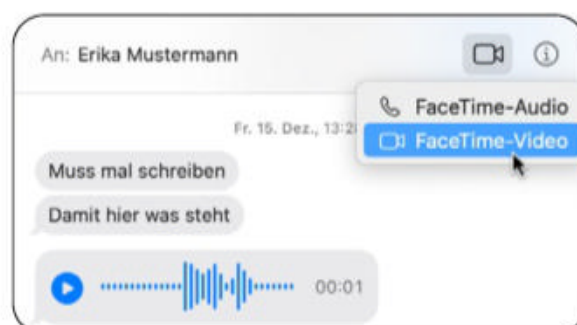 An: Erika Mustermann
FaceTime-Audio
Fr. 15. Dez., 13:2
FaceTime-Video
Muss mal schreiben
Damit hier was steht
00:01